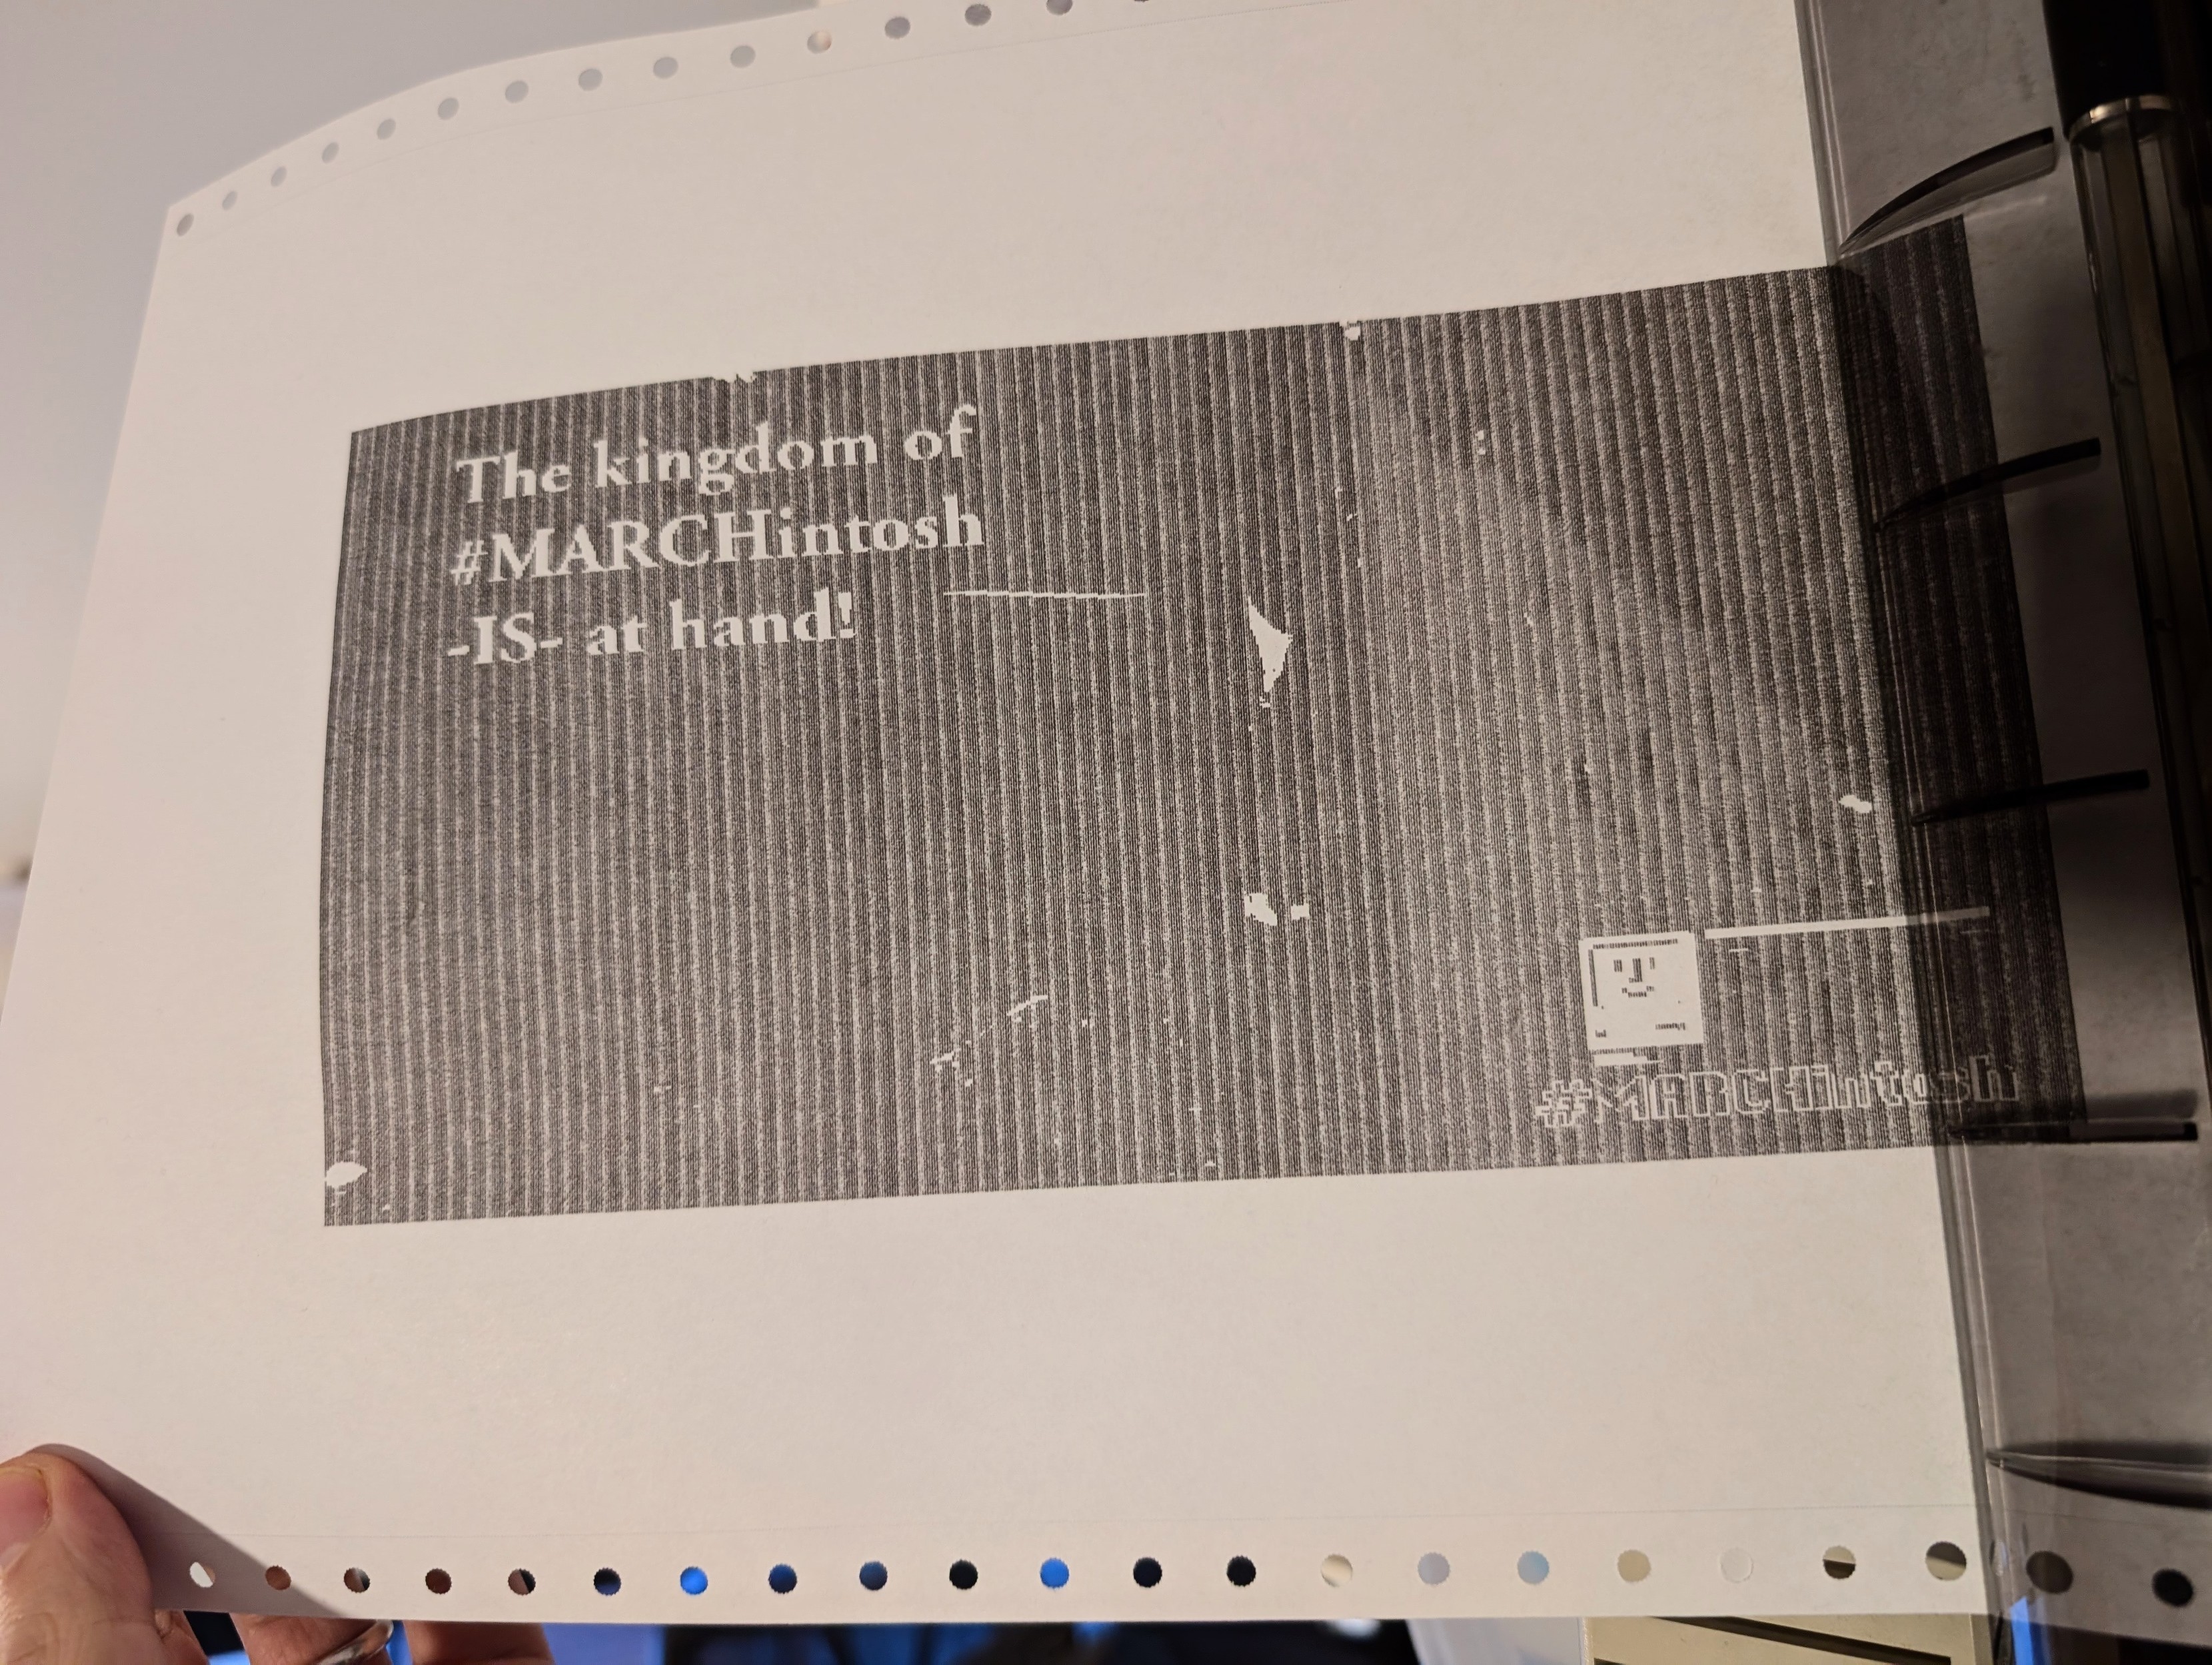 The kingdom of
#MARCHintosh
-IS- at hand!
#MARCHintosh